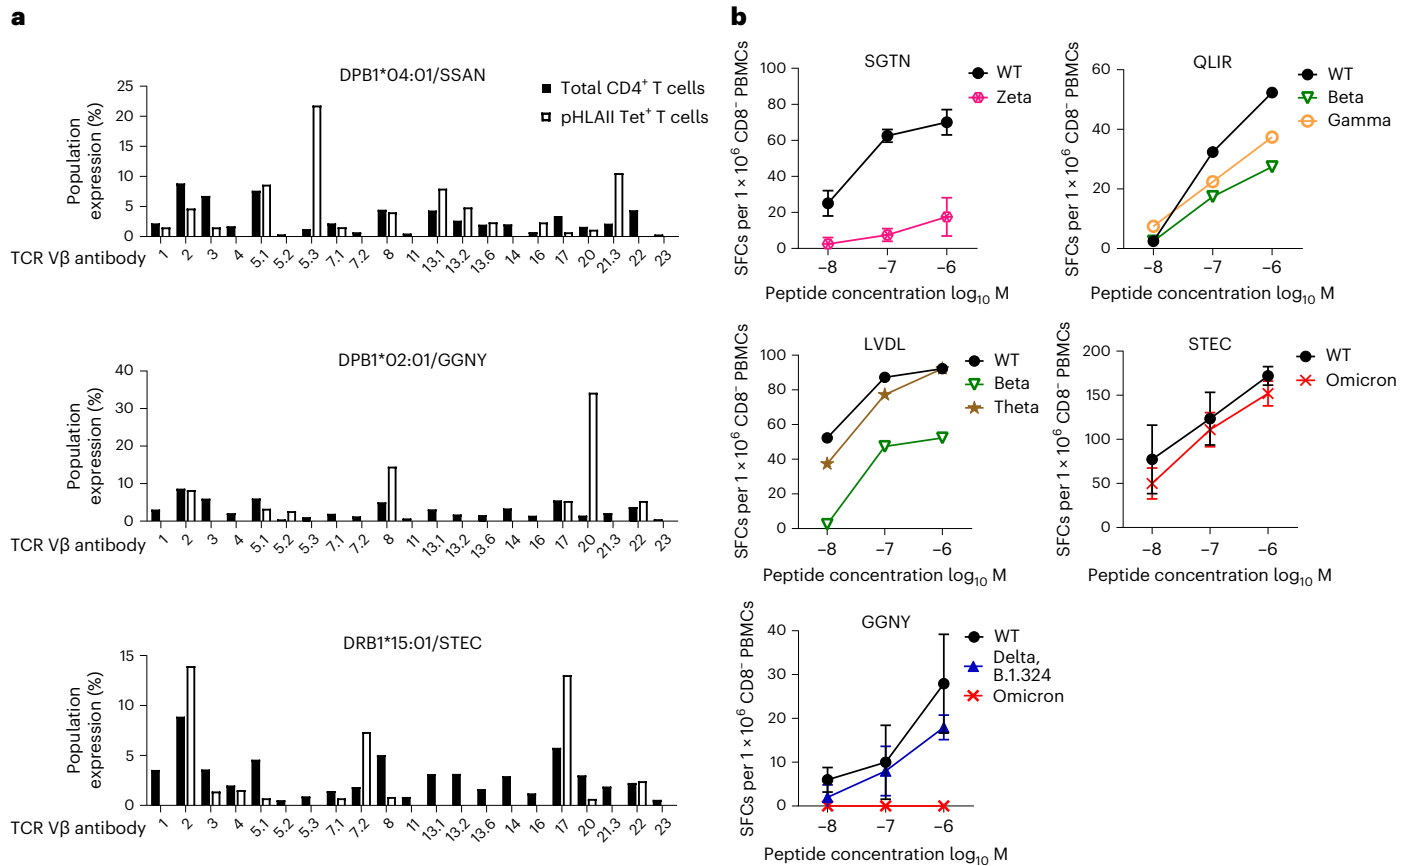 a
DPB1*04:01/SSAN
Total CD4⁺ T cells
pHLAII Tet⁺ T cells
Population
expression (%)
25
20
15
10
5
0
TCR Vβ antibody
1 2 3 4 5.1 5.2 5.3 7.1 7.2 8 11 13.1 13.2 13.6 14 16 17 20 21.3 22 23
DPB1*02:01/GGNY
Population
expression (%)
40
30
20
10
0
TCR Vβ antibody
1 2 3 4 5.1 5.2 5.3 7.1 7.2 8 11 13.1 13.2 13.6 14 16 17 20 21.3 22 23
DRB1*15:01/STEC
Population
expression (%)
15
10
5
0
TCR Vβ antibody
1 2 3 4 5.1 5.2 5.3 7.1 7.2 8 11 13.1 13.2 13.6 14 16 17 20 21.3 22 23
b
SGTN
WT
Zeta
SFCs per 1 × 10⁶ CD8⁻ PBMCs
100
80
60
40
20
0
−8 −7 −6
Peptide concentration log₁₀ M
QLIR
WT
Beta
Gamma
SFCs per 1 × 10⁶ CD8⁻ PBMCs
60
40
20
0
−8 −7 −6
Peptide concentration log₁₀ M
LVDL
WT
Beta
Theta
SFCs per 1 × 10⁶ CD8⁻ PBMCs
100
80
60
40
20
0
−8 −7 −6
Peptide concentration log₁₀ M
STEC
WT
Omicron
SFCs per 1 × 10⁶ CD8⁻ PBMCs
200
150
100
50
0
−8 −7 −6
Peptide concentration log₁₀ M
GGNY
WT
Delta,
B.1.324
Omicron
SFCs per 1 × 10⁶ CD8⁻ PBMCs
40
30
20
10
0
−8 −7 −6
Peptide concentration log₁₀ M